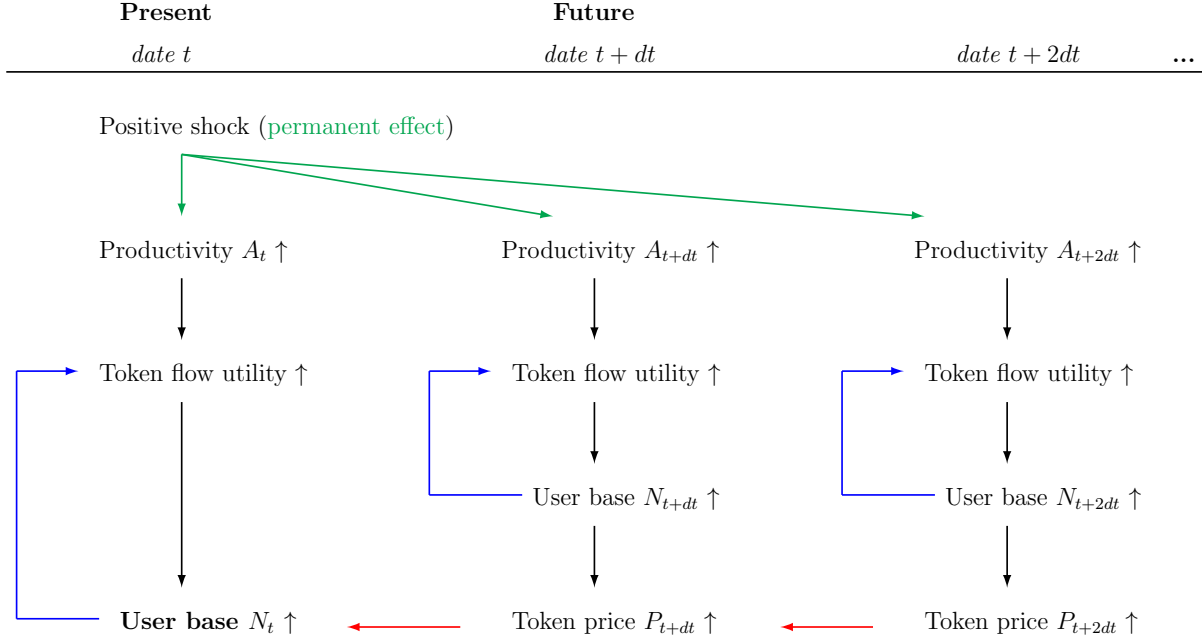 Present Future
date t date t + dt date t + 2dt ...
Positive shock (permanent effect)
Productivity A_t ↑ Productivity A_{t+dt} ↑ Productivity A_{t+2dt} ↑
Token flow utility ↑ Token flow utility ↑ Token flow utility ↑
User base N_{t+dt} ↑ User base N_{t+2dt} ↑
User base N_t ↑ Token price P_{t+dt} ↑ Token price P_{t+2dt} ↑